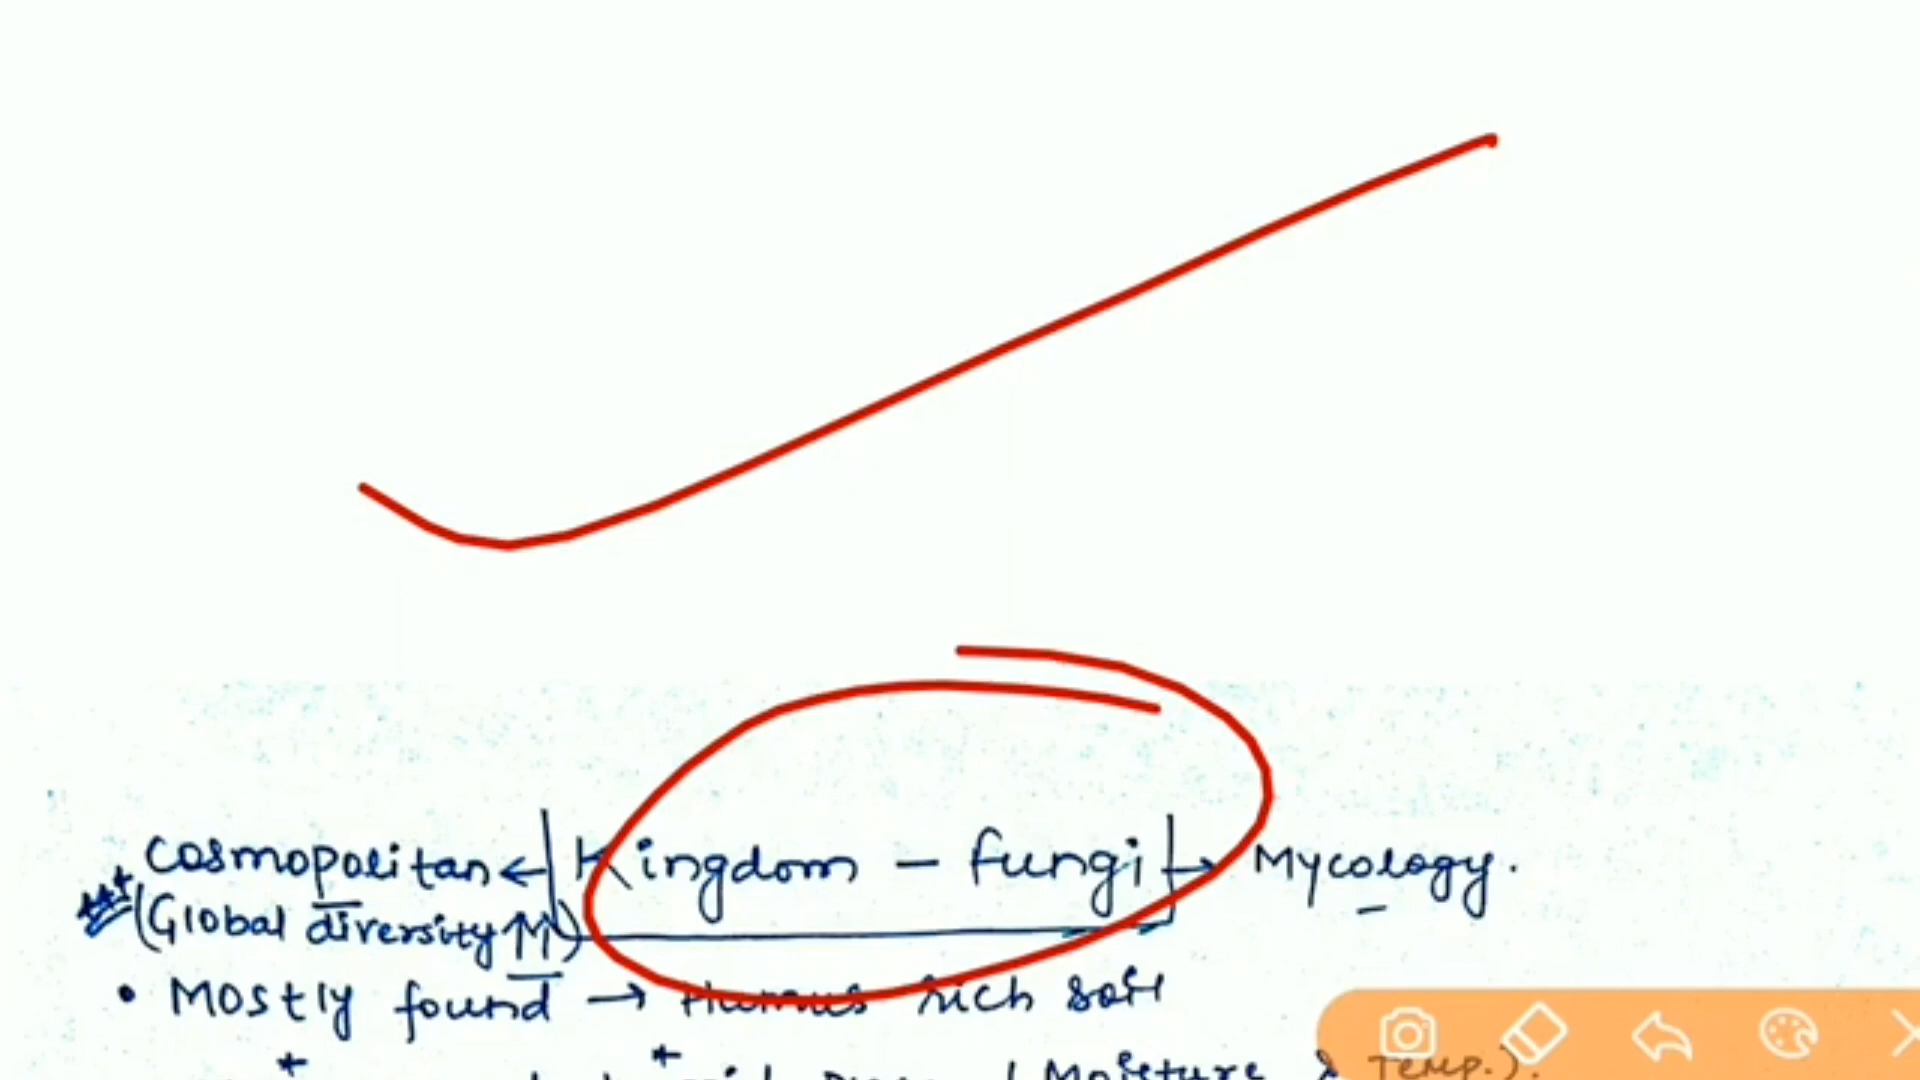 Cosmopolitan ← Kingdom - fungi → Mycology.
(Global diversity ↑↑)
• Mostly found → Humus rich soil
(Moisture & Temp.).